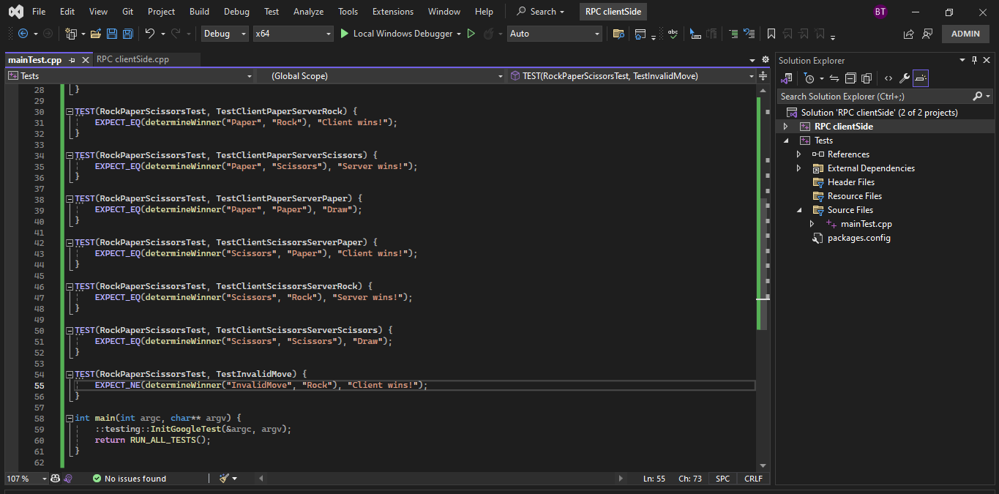 File Edit View Git Project Build Debug Test Analyze Tools Extensions Window Help Search RPC clientSide BT
Debug x64 Local Windows Debugger Auto abc ADMIN
mainTest.cpp RPC clientSide.cpp
Tests (Global Scope) TEST(RockPaperScissorsTest, TestInvalidMove)
28 }
29
30 TEST(RockPaperScissorsTest, TestClientPaperServerRock) {
31 EXPECT_EQ(determineWinner("Paper", "Rock"), "Client wins!");
32 }
33
34 TEST(RockPaperScissorsTest, TestClientPaperServerScissors) {
35 EXPECT_EQ(determineWinner("Paper", "Scissors"), "Server wins!");
36 }
37
38 TEST(RockPaperScissorsTest, TestClientPaperServerPaper) {
39 EXPECT_EQ(determineWinner("Paper", "Paper"), "Draw");
40 }
41
42 TEST(RockPaperScissorsTest, TestClientScissorsServerPaper) {
43 EXPECT_EQ(determineWinner("Scissors", "Paper"), "Client wins!");
44 }
45
46 TEST(RockPaperScissorsTest, TestClientScissorsServerRock) {
47 EXPECT_EQ(determineWinner("Scissors", "Rock"), "Server wins!");
48 }
49
50 TEST(RockPaperScissorsTest, TestClientScissorsServerScissors) {
51 EXPECT_EQ(determineWinner("Scissors", "Scissors"), "Draw");
52 }
53
54 TEST(RockPaperScissorsTest, TestInvalidMove) {
55 EXPECT_NE(determineWinner("InvalidMove", "Rock"), "Client wins!");
56 }
57
58 int main(int argc, char** argv) {
59 ::testing::InitGoogleTest(&argc, argv);
60 return RUN_ALL_TESTS();
61 }
62
107 % No issues found Ln: 55 Ch: 73 SPC CRLF
Solution Explorer
Search Solution Explorer (Ctrl+;)
Solution 'RPC clientSide' (2 of 2 projects)
RPC clientSide
Tests
References
External Dependencies
Header Files
Resource Files
Source Files
mainTest.cpp
packages.config